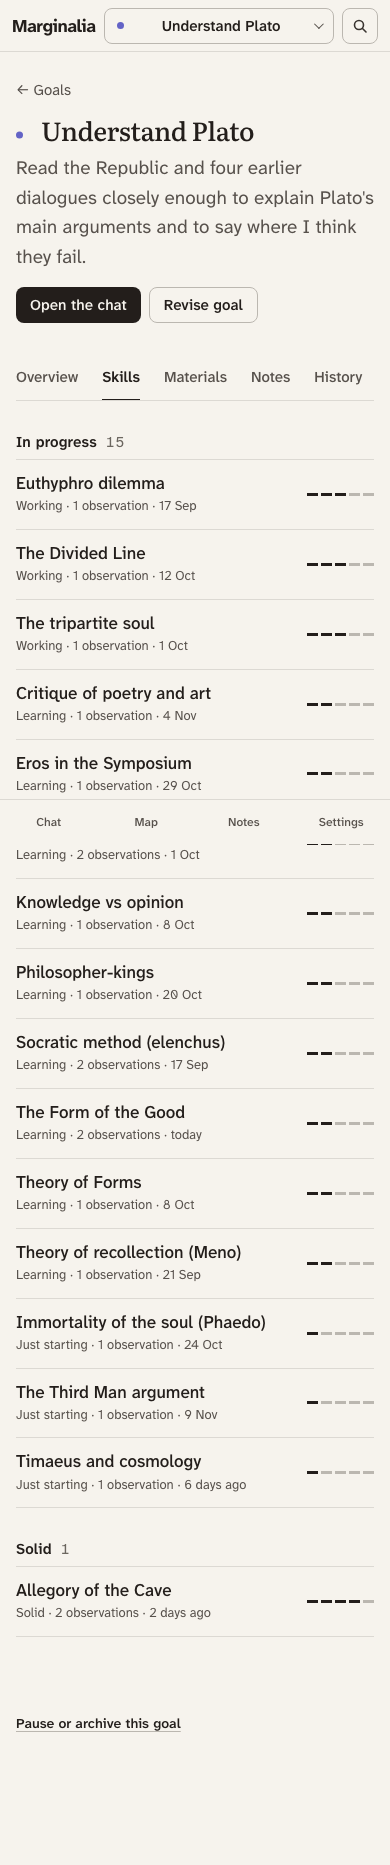 Marginalia
Understand Plato
← Goals
Understand Plato
Read the Republic and four earlier
dialogues closely enough to explain Plato's
main arguments and to say where I think
they fail.
Open the chat
Revise goal
Overview Skills Materials Notes History
In progress 15
Euthyphro dilemma
Working · 1 observation · 17 Sep
The Divided Line
Working · 1 observation · 12 Oct
The tripartite soul
Working · 1 observation · 1 Oct
Critique of poetry and art
Learning · 1 observation · 4 Nov
Eros in the Symposium
Learning · 1 observation · 29 Oct
Chat Map Notes Settings
Learning · 2 observations · 1 Oct
Knowledge vs opinion
Learning · 1 observation · 8 Oct
Philosopher-kings
Learning · 1 observation · 20 Oct
Socratic method (elenchus)
Learning · 2 observations · 17 Sep
The Form of the Good
Learning · 2 observations · today
Theory of Forms
Learning · 1 observation · 8 Oct
Theory of recollection (Meno)
Learning · 1 observation · 21 Sep
Immortality of the soul (Phaedo)
Just starting · 1 observation · 24 Oct
The Third Man argument
Just starting · 1 observation · 9 Nov
Timaeus and cosmology
Just starting · 1 observation · 6 days ago
Solid 1
Allegory of the Cave
Solid · 2 observations · 2 days ago
Pause or archive this goal